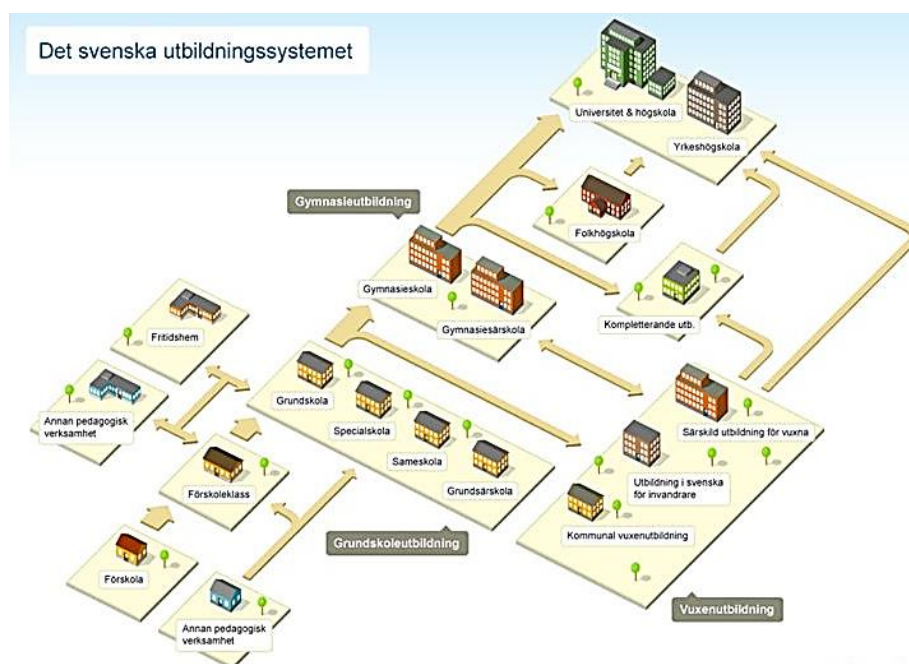 Det svenska utbildningssystemet
Universitet & högskola
Yrkeshögskola
Gymnasieutbildning
Folkhögskola
Gymnasieskola
Gymnasiesärskola
Kompletterande utb.
Fritidshem
Grundskola
Annan pedagogisk
verksamhet
Specialskola
Sameskola
Grundsärskola
Särskild utbildning för vuxna
Utbildning i svenska
för invandrare
Kommunal vuxenutbildning
Förskoleklass
Grundskoleutbildning
Förskola
Annan pedagogisk
verksamhet
Vuxenutbildning